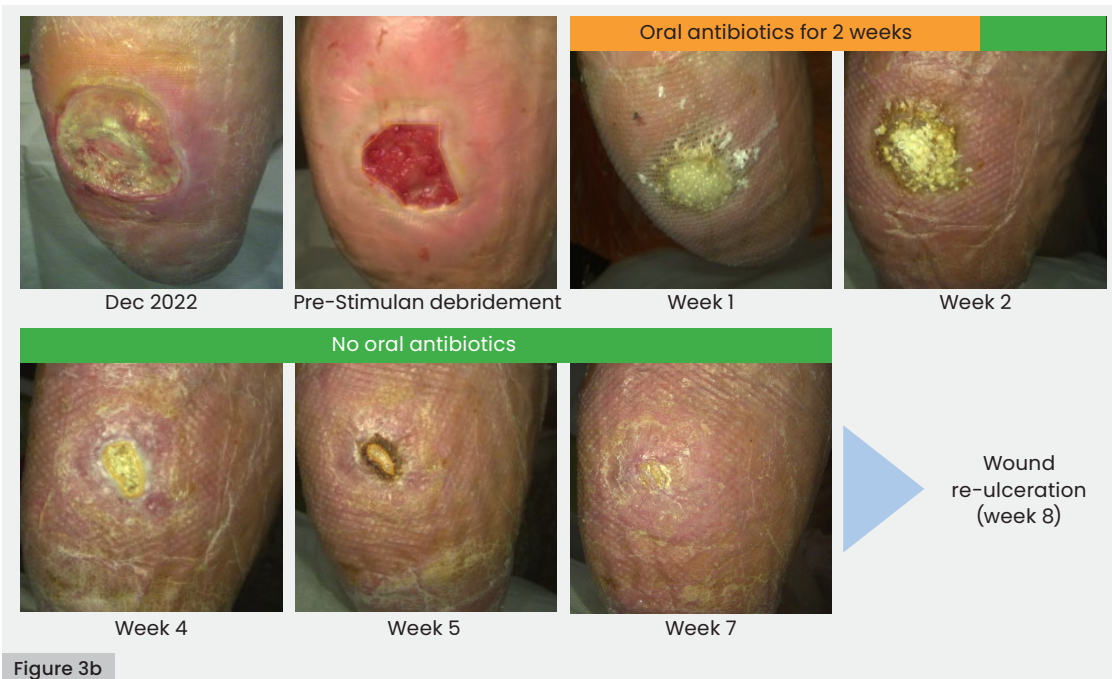 Oral antibiotics for 2 weeks
Dec 2022
Pre-Stimulan debridement
Week 1
Week 2
No oral antibiotics
Week 4
Week 5
Week 7
Wound
re-ulceration
(week 8)
Figure 3b